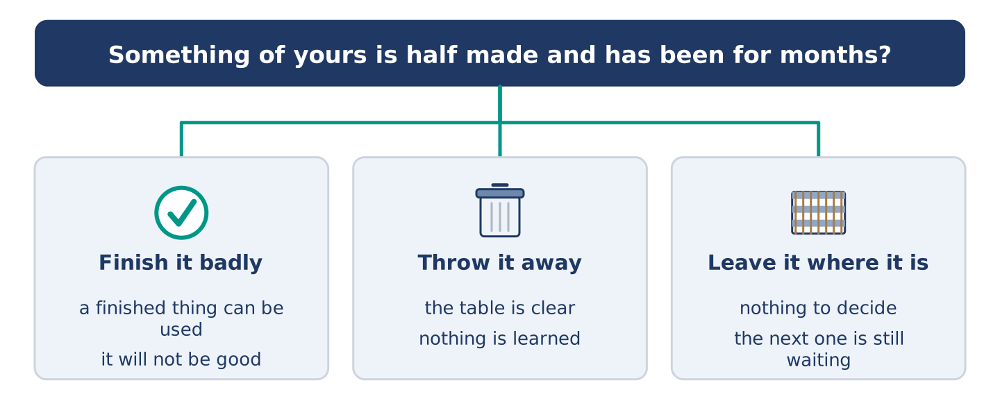 Something of yours is half made and has been for months?
Finish it badly
a finished thing can be
used
it will not be good
Throw it away
the table is clear
nothing is learned
Leave it where it is
nothing to decide
the next one is still
waiting